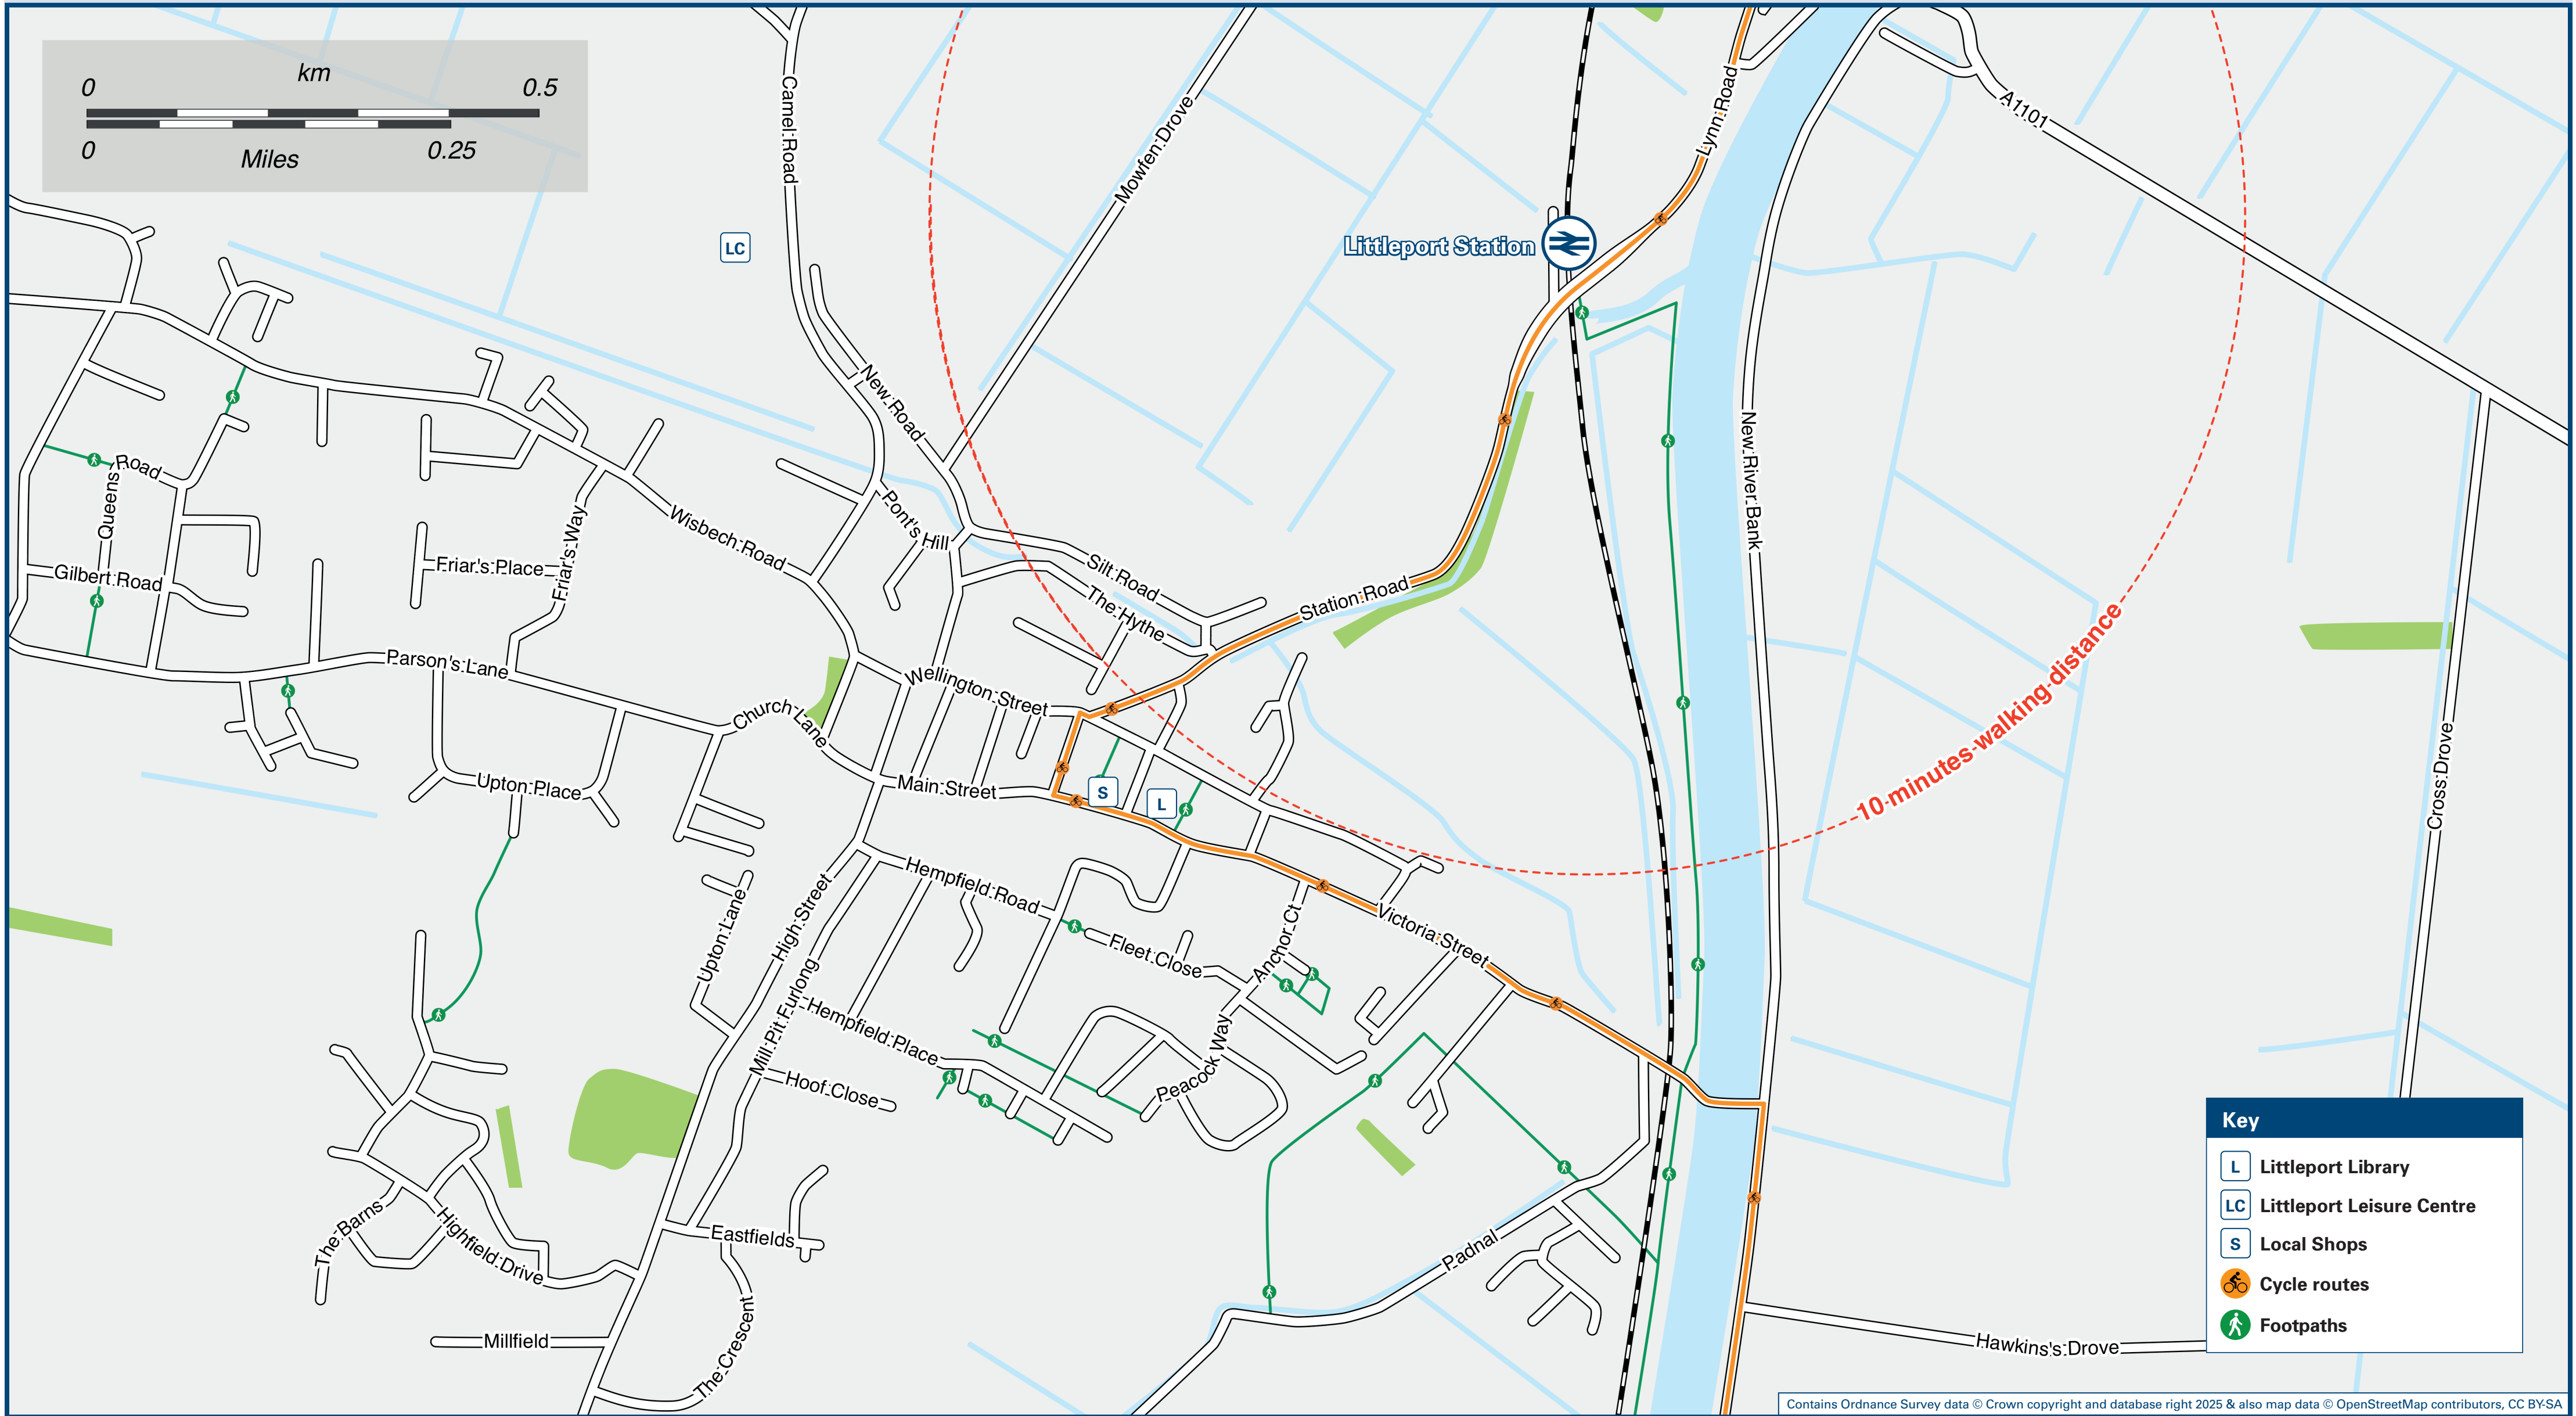 km
0 0.5
0 Miles 0.25
Camel Road
Mowfen Drove
Lynn Road
A1101
LC
Littleport Station
New Road
New River Bank
Queens Road
Wisbech Road
Pont's Hill
Friar's Way
Friar's Place
Gilbert Road
Silt Road
The Hythe
Station Road
Parson's Lane
Wellington Street
Church Lane
10 minutes walking distance
Cross Drove
Upton Place
Main Street
S
L
Hempfield Road
Upton Lane
High Street
Fleet Close
Anchor Ct
Victoria Street
Mill Pit Furlong
Hempfield Place
Peacock Way
Hoof Close
The Barns
Highfield Drive
Eastfields
Padnal
Millfield
The Crescent
Hawkins's Drove
Key
L Littleport Library
LC Littleport Leisure Centre
S Local Shops
Cycle routes
Footpaths
Contains Ordnance Survey data © Crown copyright and database right 2025 & also map data © OpenStreetMap contributors, CC BY-SA